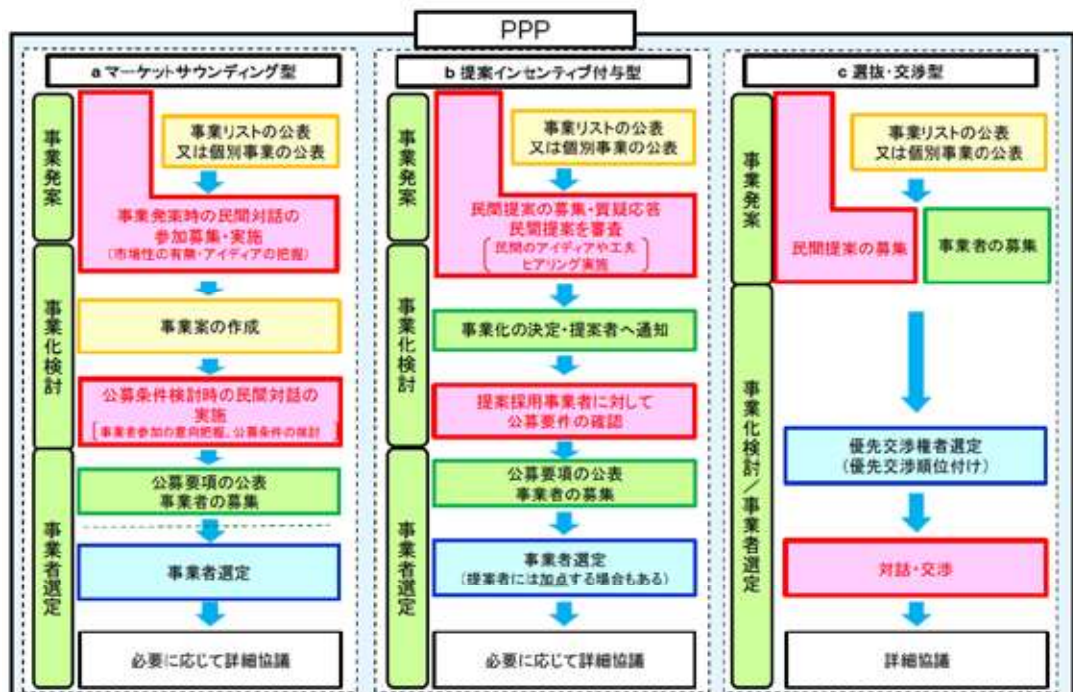 PPP
a マーケットサウンディング型
事業発案
事業リストの公表
又は個別事業の公表
事業発案時の民間対話の
参加募集・実施
(市場性の有無・アイディアの把握)
事業化検討
事業案の作成
公募条件検討時の民間対話の
実施
[事業者参加の意向把握、公募条件の検討]
事業者選定
公募要項の公表
事業者の募集
事業者選定
必要に応じて詳細協議
b 提案インセンティブ付与型
事業発案
事業リストの公表
又は個別事業の公表
民間提案の募集・質疑応答
民間提案を審査
[民間のアイディアや工夫
ヒアリング実施]
事業化検討
事業化の決定・提案者へ通知
提案採用事業者に対して
公募要件の確認
事業者選定
公募要項の公表
事業者の募集
事業者選定
(提案者には加点する場合もある)
必要に応じて詳細協議
c 選抜・交渉型
事業発案
事業リストの公表
又は個別事業の公表
民間提案の募集
事業者の募集
事業化検討/事業者選定
優先交渉権者選定
(優先交渉順位付け)
対話・交渉
詳細協議